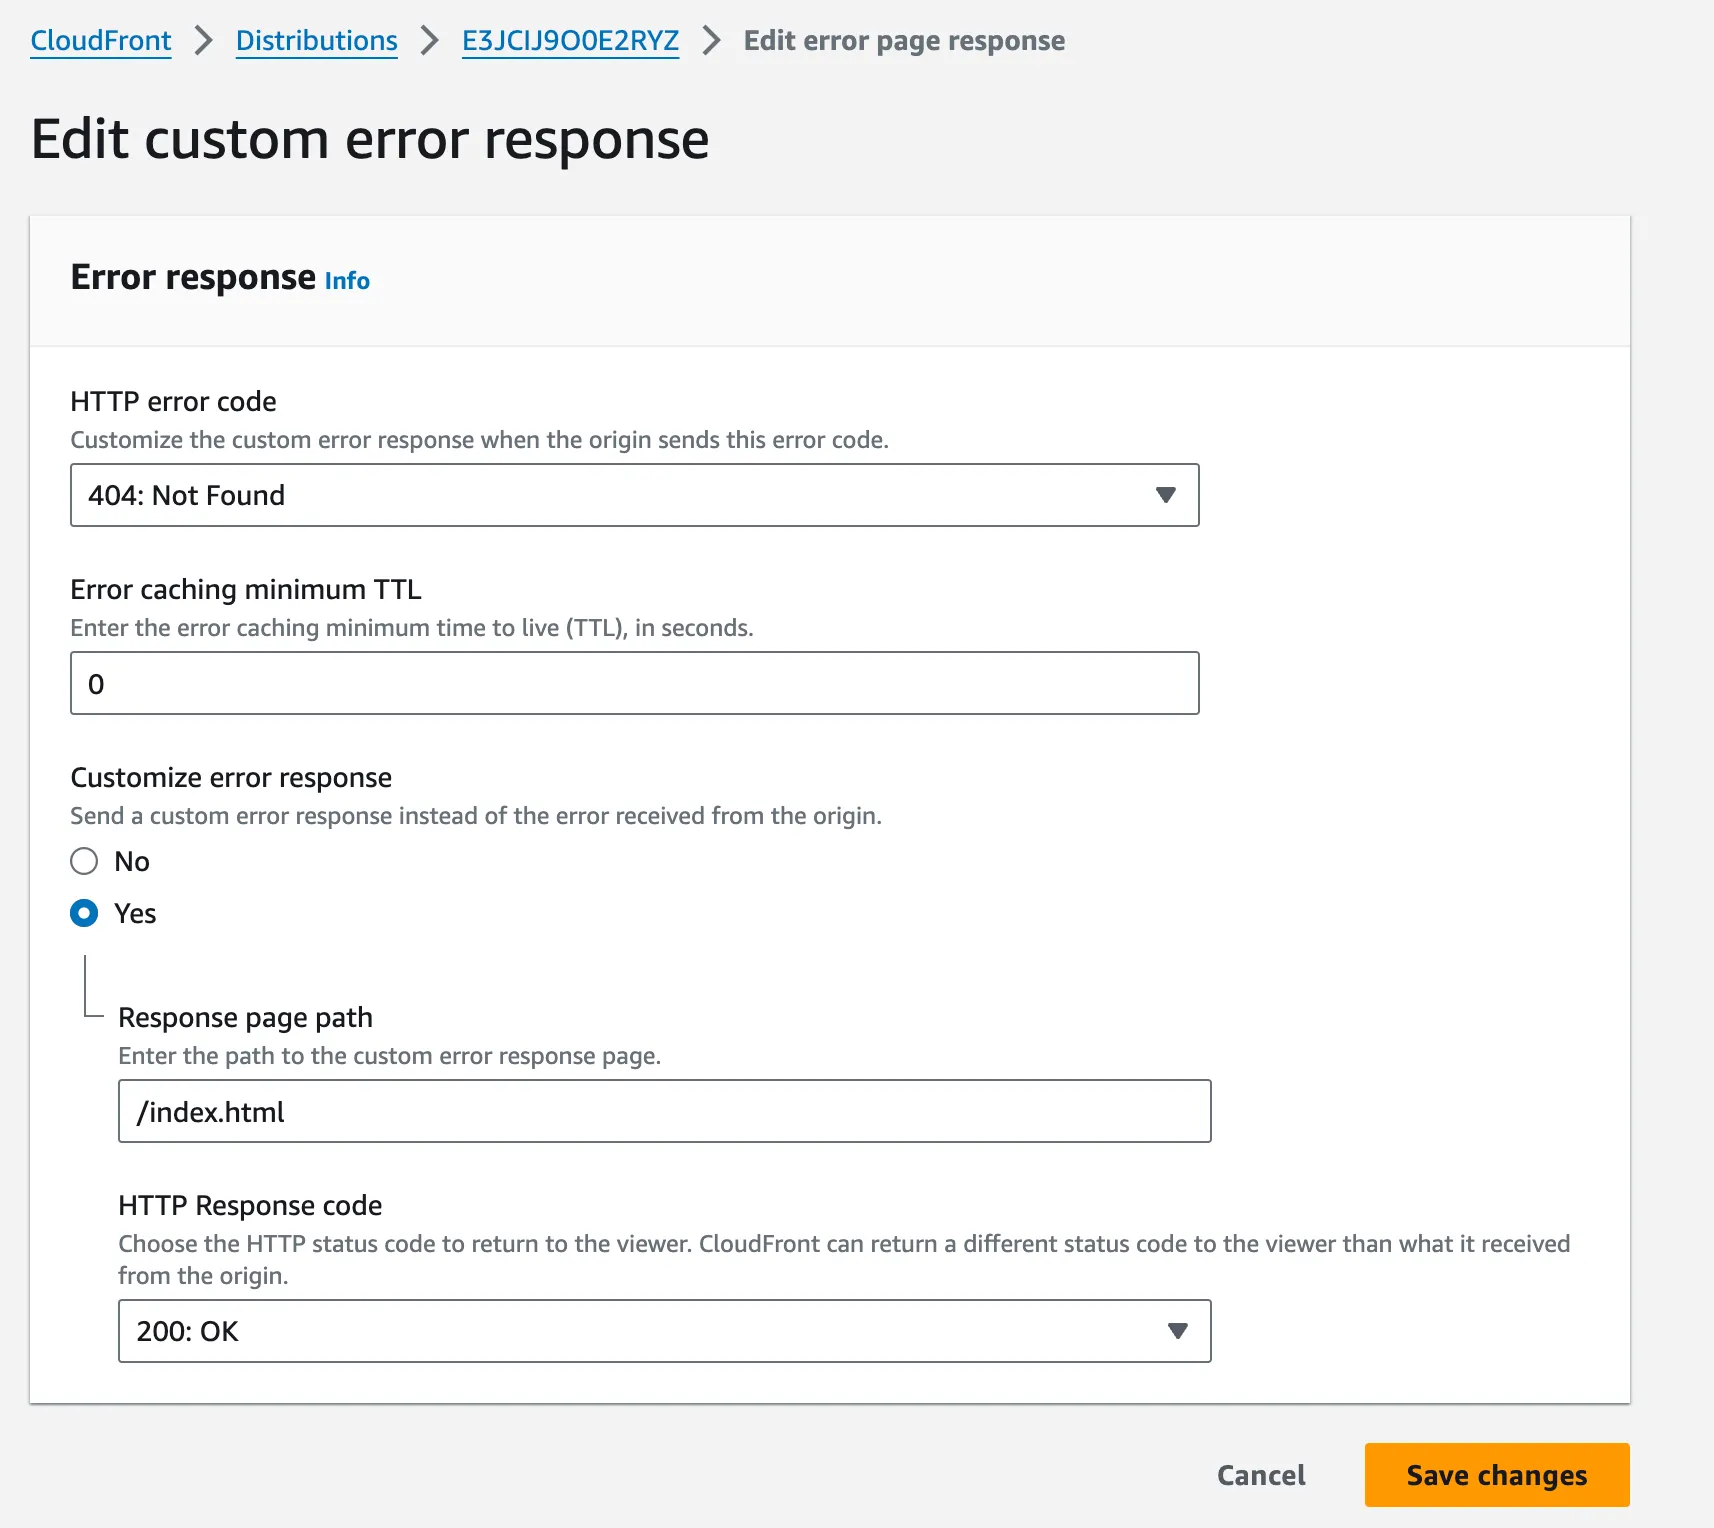 CloudFront > Distributions > E3JCIJ9O0E2RYZ > Edit error page response
Edit custom error response
Error response Info
HTTP error code
Customize the custom error response when the origin sends this error code.
404: Not Found
Error caching minimum TTL
Enter the error caching minimum time to live (TTL), in seconds.
0
Customize error response
Send a custom error response instead of the error received from the origin.
No
Yes
Response page path
Enter the path to the custom error response page.
/index.html
HTTP Response code
Choose the HTTP status code to return to the viewer. CloudFront can return a different status code to the viewer than what it received
from the origin.
200: OK
Cancel Save changes